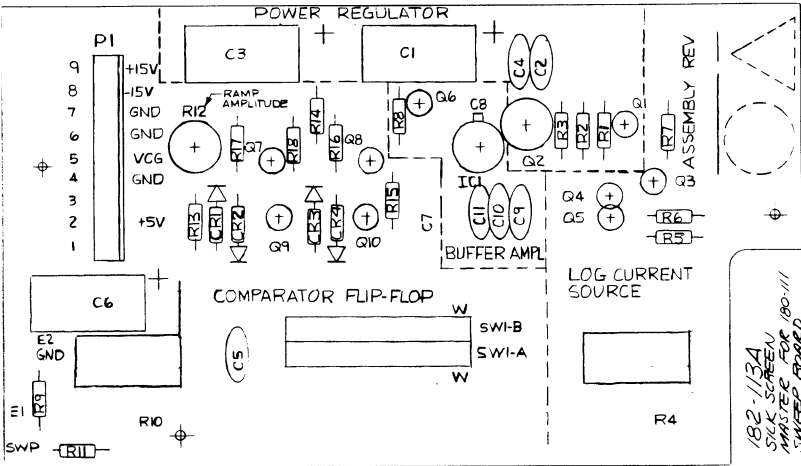 POWER REGULATOR
P1
9 +15V
8 -15V
7 GND
6 GND
5 VCG
4 GND
3
2 +5V
1
C3
C1
C4
C2
R12
RAMP
AMPLITUDE
R14
R8
Q6
C8
Q2
R3
R2
R1
Q
R7
ASSEMBLY REV
R17
Q7
R18
R16
Q8
IC1
Q3
Q4
Q5
R6
R5
R13
CR1
CR2
Q9
CR3
CR4
Q10
R15
C7
C11
C10
C9
BUFFER AMPL
C6
COMPARATOR FLIP-FLOP
LOG CURRENT
SOURCE
E2
GND
C5
W
SW1-B
SW1-A
W
E1
R9
R10
R4
SWP
R11
182-113A
SILK SCREEN
MASTER FOR 180-111
SWEEP BOARD